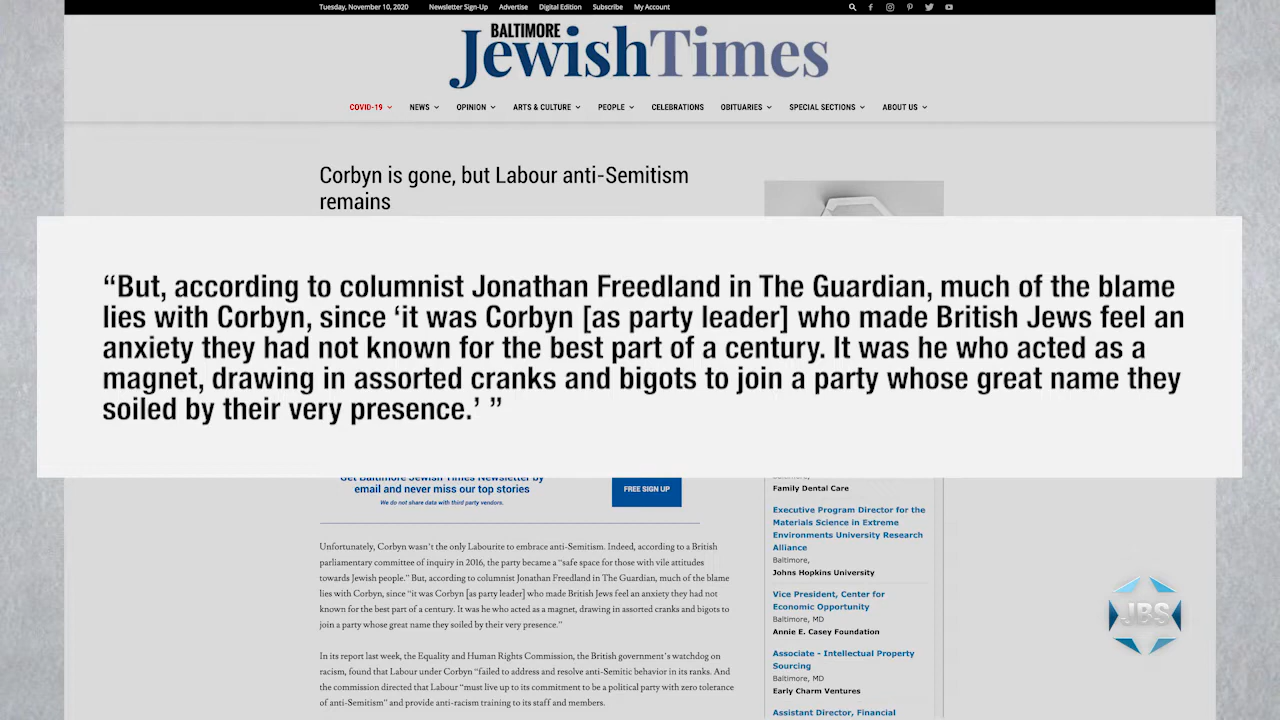 Tuesday, November 10, 2020 Newsletter Sign-Up Advertise Digital Edition Subscribe My Account
BALTIMORE
JewishTimes
COVID-19 NEWS OPINION ARTS & CULTURE PEOPLE CELEBRATIONS OBITUARIES SPECIAL SECTIONS ABOUT US
Corbyn is gone, but Labour anti-Semitism
remains
“But, according to columnist Jonathan Freedland in The Guardian, much of the blame
lies with Corbyn, since ‘it was Corbyn [as party leader] who made British Jews feel an
anxiety they had not known for the best part of a century. It was he who acted as a
magnet, drawing in assorted cranks and bigots to join a party whose great name they
soiled by their very presence.’ ”
Get Baltimore Jewish Times Newsletter by
email and never miss our top stories
We do not share data with third party vendors.
FREE SIGN UP
Unfortunately, Corbyn wasn't the only Labourite to embrace anti-Semitism. Indeed, according to a British
parliamentary committee of inquiry in 2016, the party became a “safe space for those with vile attitudes
towards Jewish people.” But, according to columnist Jonathan Freedland in The Guardian, much of the blame
lies with Corbyn, since “it was Corbyn [as party leader] who made British Jews feel an anxiety they had not
known for the best part of a century. It was he who acted as a magnet, drawing in assorted cranks and bigots to
join a party whose great name they soiled by their very presence.”
In its report last week, the Equality and Human Rights Commission, the British government's watchdog on
racism, found that Labour under Corbyn “failed to address and resolve anti-Semitic behavior in its ranks. And
the commission directed that Labour “must live up to its commitment to be a political party with zero tolerance
of anti-Semitism” and provide anti-racism training to its staff and members.
Baltimore,
Family Dental Care
Executive Program Director for the
Materials Science in Extreme
Environments University Research
Alliance
Baltimore,
Johns Hopkins University
Vice President, Center for
Economic Opportunity
Baltimore, MD
Annie E. Casey Foundation
Associate - Intellectual Property
Sourcing
Baltimore, MD
Early Charm Ventures
Assistant Director, Financial
JBS